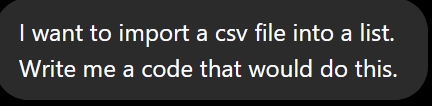 I want to import a csv file into a list.
Write me a code that would do this.